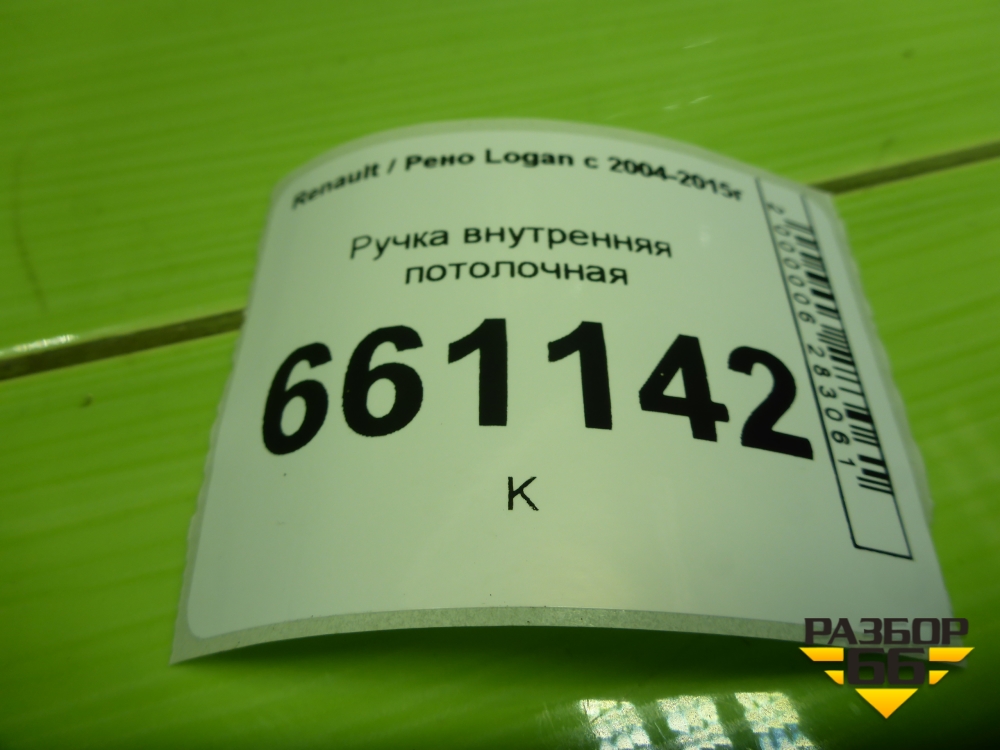 Renault / Рено Logan с 2004-2015г
Ручка внутренняя
потолочная
661142
К
2000006283061
РАЗБОР
66